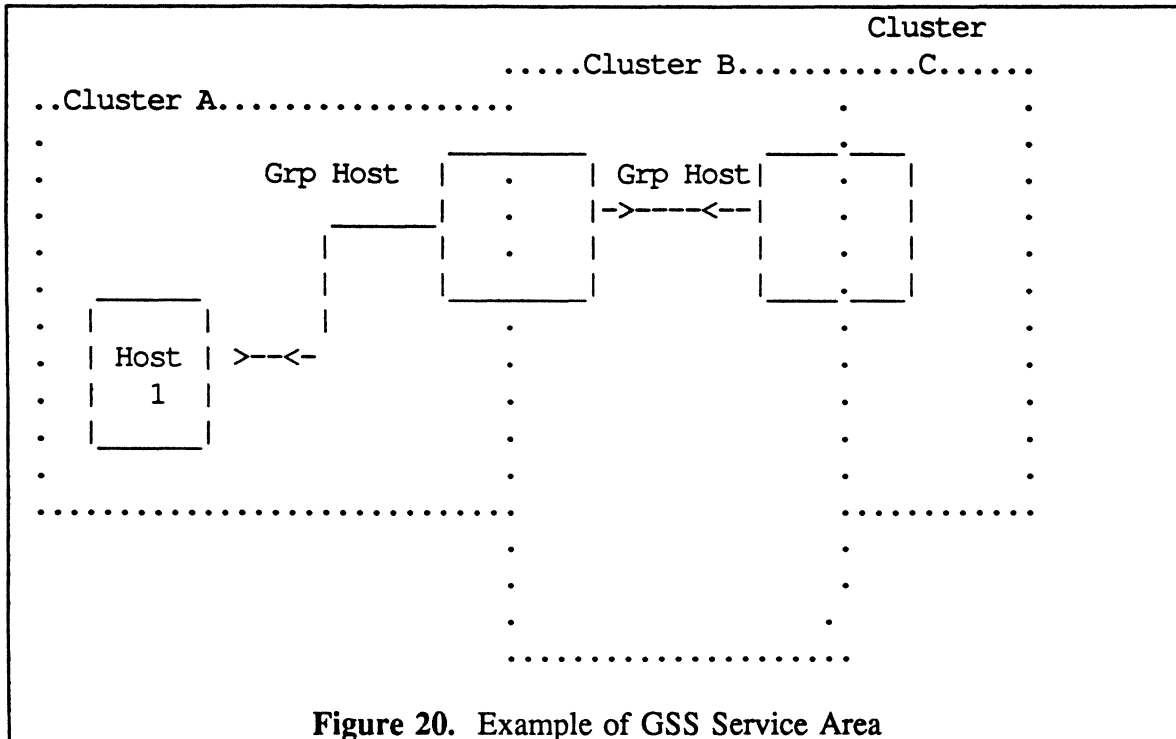 Cluster
.....Cluster B...........C......
..Cluster A..................
Grp Host
Grp Host
->-----<--
Host
1
>--<-
Figure 20. Example of GSS Service Area